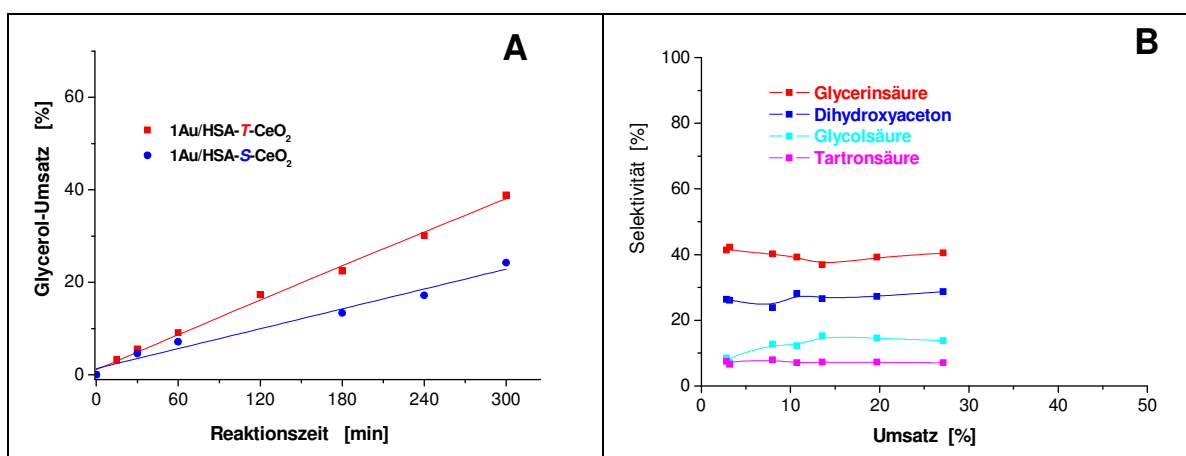 A
Glycerol-Umsatz [%]
60
40
20
0
1Au/HSA-T-CeO2
1Au/HSA-S-CeO2
0 60 120 180 240 300
Reaktionszeit [min]
B
Selektivität [%]
100
80
60
40
20
0
Glycerinsäure
Dihydroxyaceton
Glycolsäure
Tartronsäure
0 10 20 30 40 50
Umsatz [%]